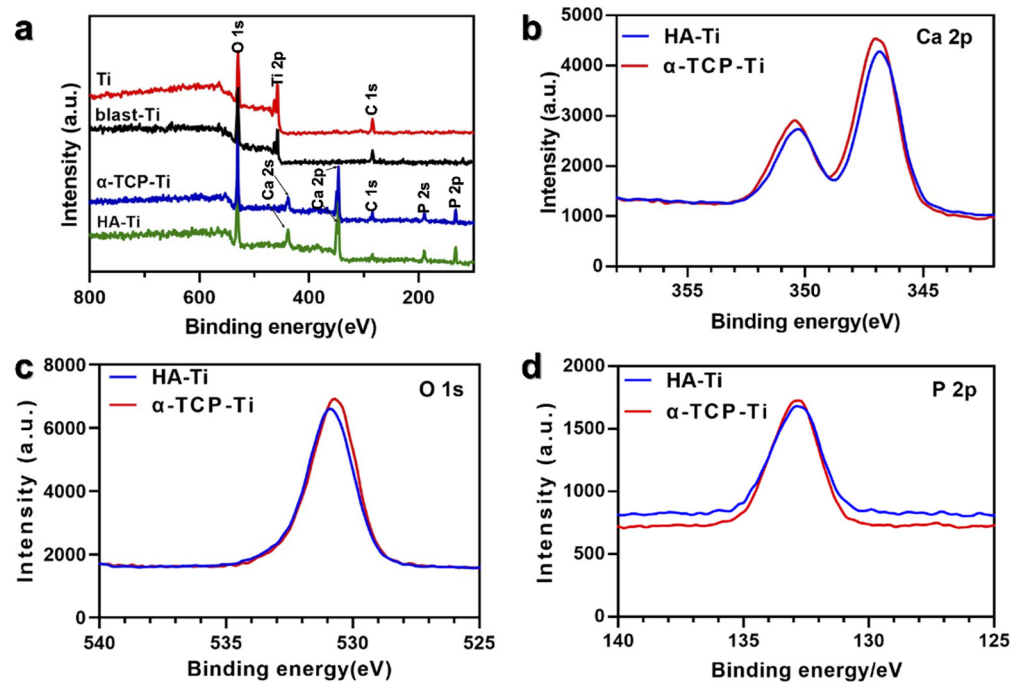 a
O 1s
Ti 2p
C 1s
Ti
blast-Ti
α-TCP-Ti
HA-Ti
Ca 2s
Ca 2p
C 1s
P 2s
P 2p
Intensity (a.u.)
800
600
400
200
Binding energy(eV)
b
5000
4000
3000
2000
1000
0
HA-Ti
α-TCP-Ti
Ca 2p
Intensity (a.u.)
355
350
345
Binding energy(eV)
c
8000
6000
4000
2000
0
HA-Ti
α-TCP-Ti
O 1s
Intensity (a.u.)
540
535
530
525
Binding energy(eV)
d
2000
1500
1000
500
0
HA-Ti
α-TCP-Ti
P 2p
Intensity (a.u.)
140
135
130
125
Binding energy/eV